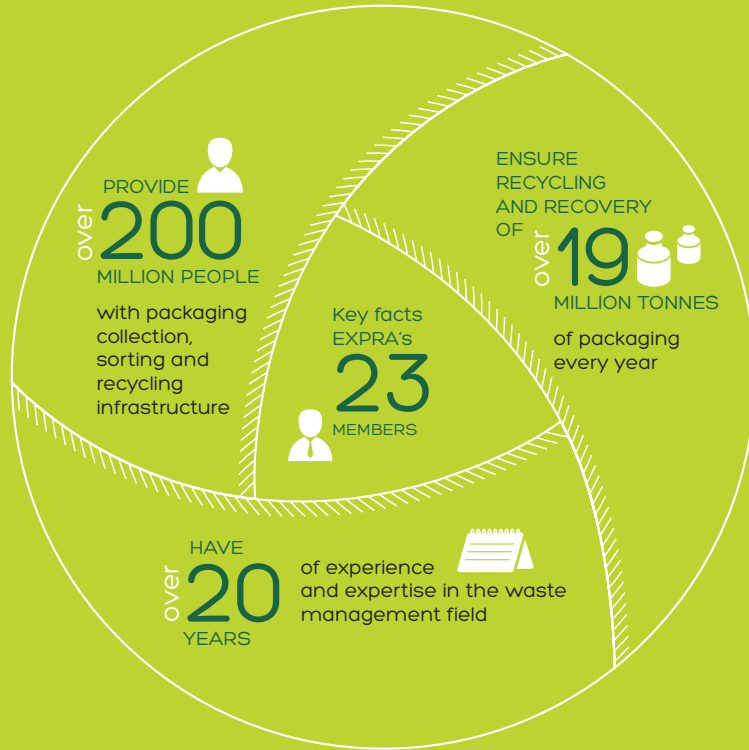 PROVIDE
over 200
MILLION PEOPLE
with packaging
collection,
sorting and
recycling
infrastructure
ENSURE
RECYCLING
AND RECOVERY
OF
over 19
MILLION TONNES
of packaging
every year
Key facts
EXPRA's
23
MEMBERS
HAVE
over 20
YEARS
of experience
and expertise in the waste
management field